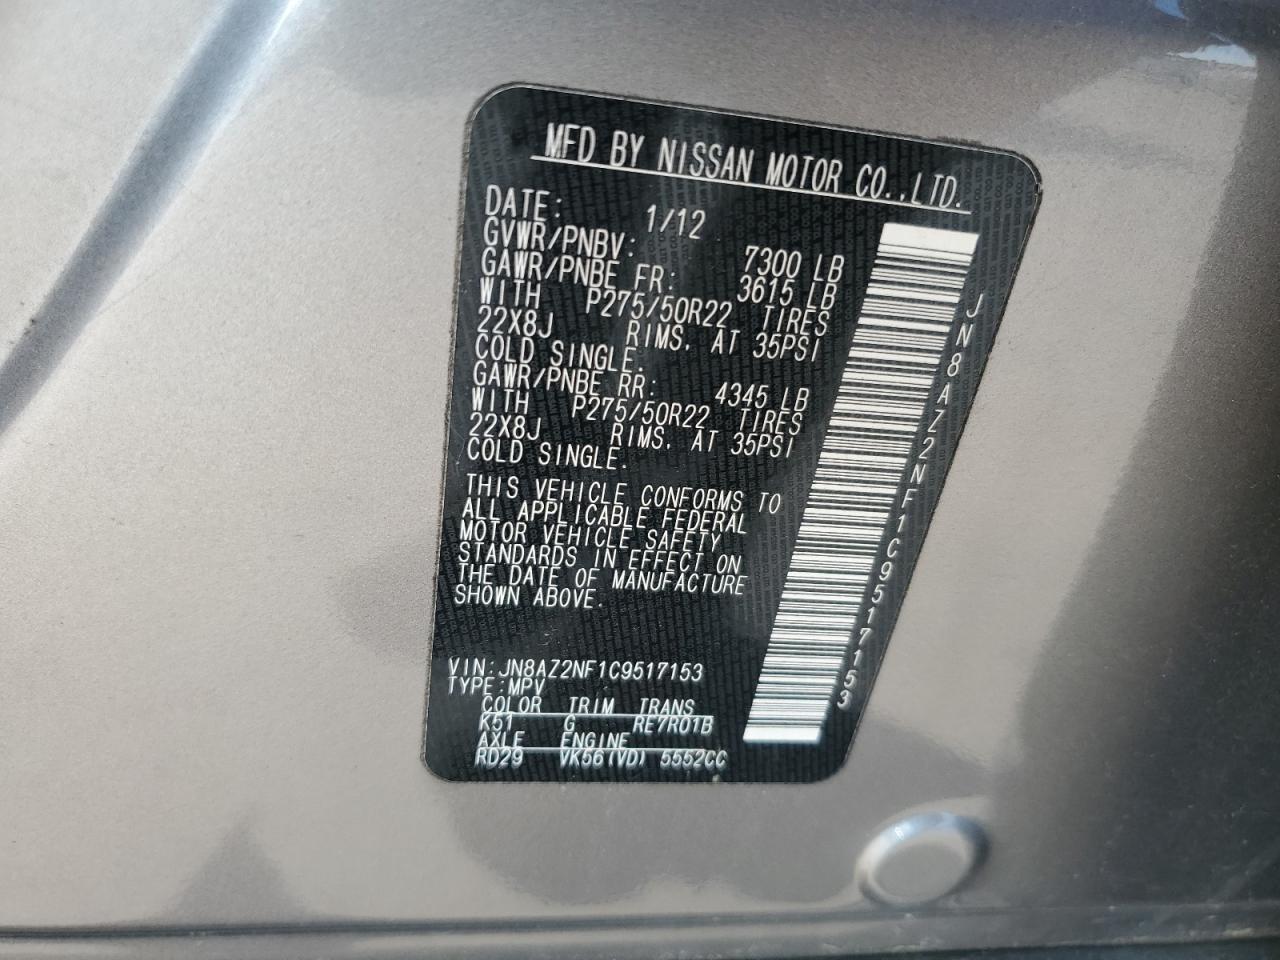 MFD BY NISSAN MOTOR CO.,LTD.
DATE: 1/12
GVWR/PNBV: 7300 LB
GAWR/PNBE FR: 3615 LB
WITH P275/50R22 TIRES
22X8J RIMS, AT 35PSI
COLD SINGLE.
GAWR/PNBE RR: 4345 LB
WITH P275/50R22 TIRES
22X8J RIMS, AT 35PSI
COLD SINGLE.
THIS VEHICLE CONFORMS TO
ALL APPLICABLE FEDERAL
MOTOR VEHICLE SAFETY
STANDARDS IN EFFECT ON
THE DATE OF MANUFACTURE
SHOWN ABOVE.
VIN:JN8AZ2NF1C9517153
TYPE:MPV
COLOR TRIM TRANS
K51 G RE7R01B
AXLE ENGINE
RD29 VK56(VD) 5552CC
JN8AZ2NF1C9517153